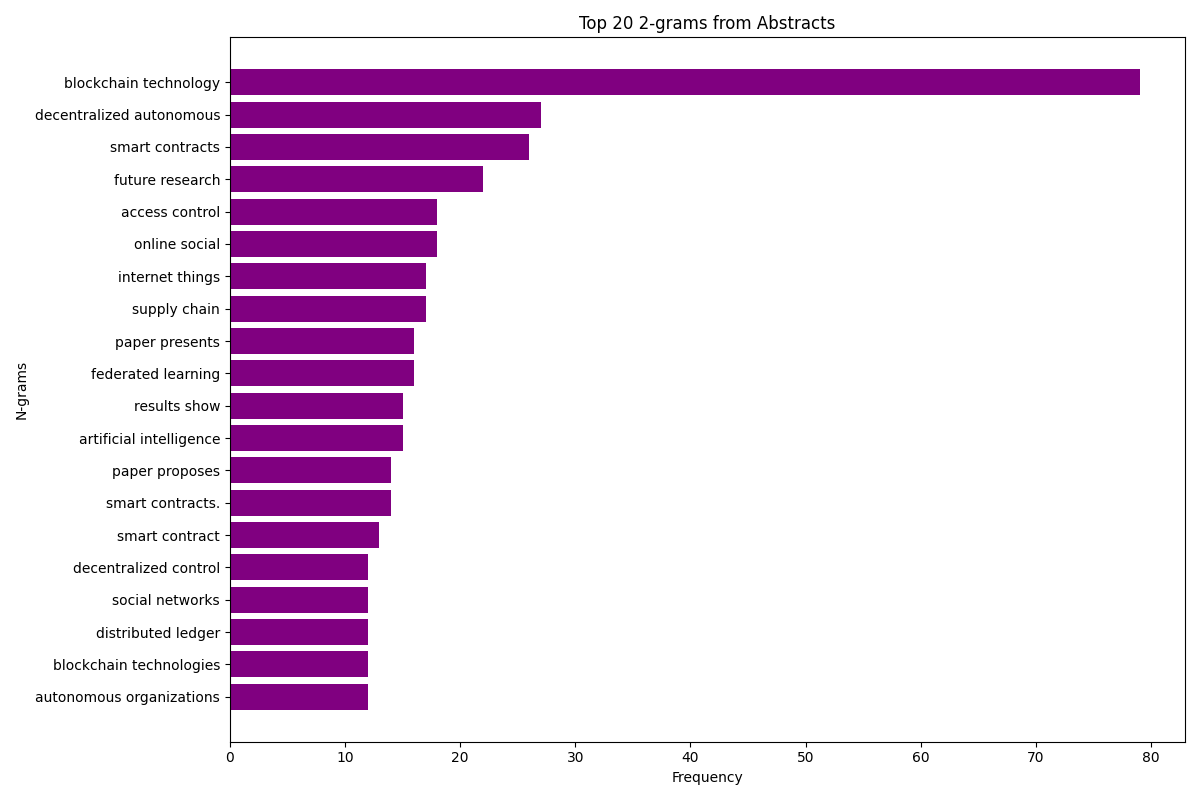 Top 20 2-grams from Abstracts
blockchain technology
decentralized autonomous
smart contracts
future research
access control
online social
internet things
supply chain
paper presents
federated learning
results show
artificial intelligence
paper proposes
smart contracts.
smart contract
decentralized control
social networks
distributed ledger
blockchain technologies
autonomous organizations
N-grams
0 10 20 30 40 50 60 70 80
Frequency